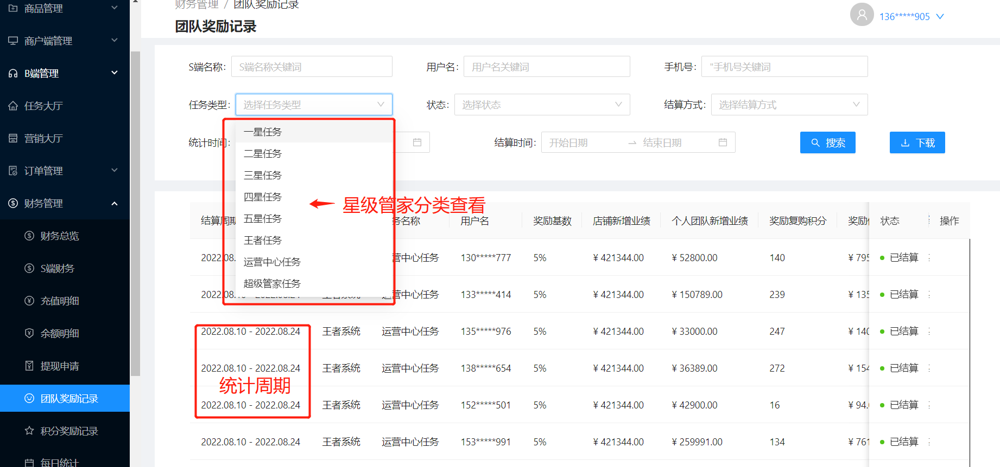 商品管理
商户端管理
B端管理
任务大厅
营销大厅
订单管理
财务管理
财务总览
S端财务
充值明细
余额明细
提现申请
团队奖励记录
积分奖励记录
每日统计
财务管理 / 团队奖励记录
团队奖励记录
136*****905
S端名称: S端名称关键词 用户名: 用户名关键词 手机号: "手机号关键词
任务类型: 选择任务类型 状态: 选择状态 结算方式: 选择结算方式
统计时间: 结算时间: 开始日期 → 结束日期 搜索 下载
一星任务
二星任务
三星任务
四星任务
五星任务
王者任务
运营中心任务
超级管家任务
星级管家分类查看
结算周期 务名称 用户名 奖励基数 店铺新增业绩 个人团队新增业绩 奖励复购积分 奖励 状态 操作
2022.08. 营中心任务 130*****777 5% ¥ 421344.00 ¥ 52800.00 140 ¥ 795 已结算
2022.08.10 - 2022.08.24 王者系统 运营中心任务 133*****414 5% ¥ 421344.00 ¥ 150789.00 239 ¥ 135 已结算
2022.08.10 - 2022.08.24 王者系统 运营中心任务 135*****976 5% ¥ 421344.00 ¥ 33000.00 247 ¥ 140 已结算
2022.08.10 - 2022.08.24 王者系统 运营中心任务 138*****654 5% ¥ 421344.00 ¥ 36389.00 272 ¥ 154 已结算
统计周期
2022.08.10 - 2022.08.24 王者系统 运营中心任务 152*****501 5% ¥ 421344.00 ¥ 42900.00 16 ¥ 94. 已结算
2022.08.10 - 2022.08.24 王者系统 运营中心任务 153*****991 5% ¥ 421344.00 ¥ 259991.00 134 ¥ 761 已结算